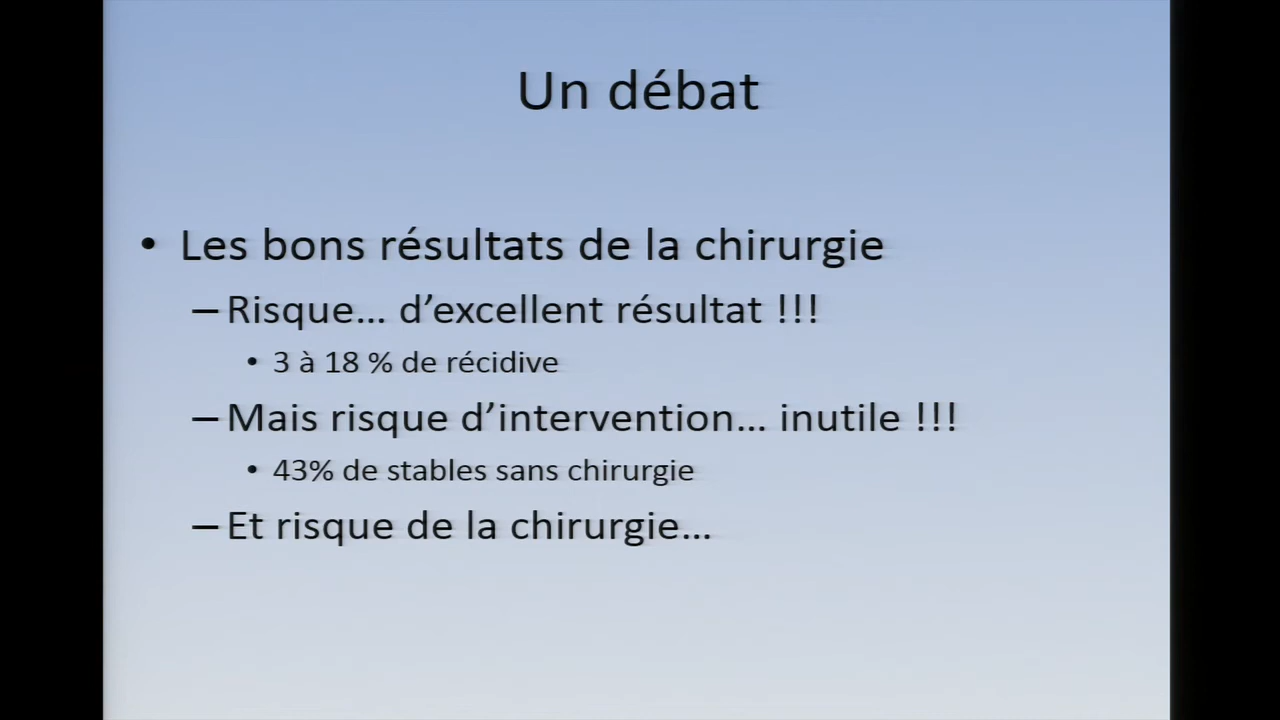 Un débat
• Les bons résultats de la chirurgie
– Risque… d’excellent résultat !!!
• 3 à 18 % de récidive
– Mais risque d’intervention… inutile !!!
• 43% de stables sans chirurgie
– Et risque de la chirurgie…